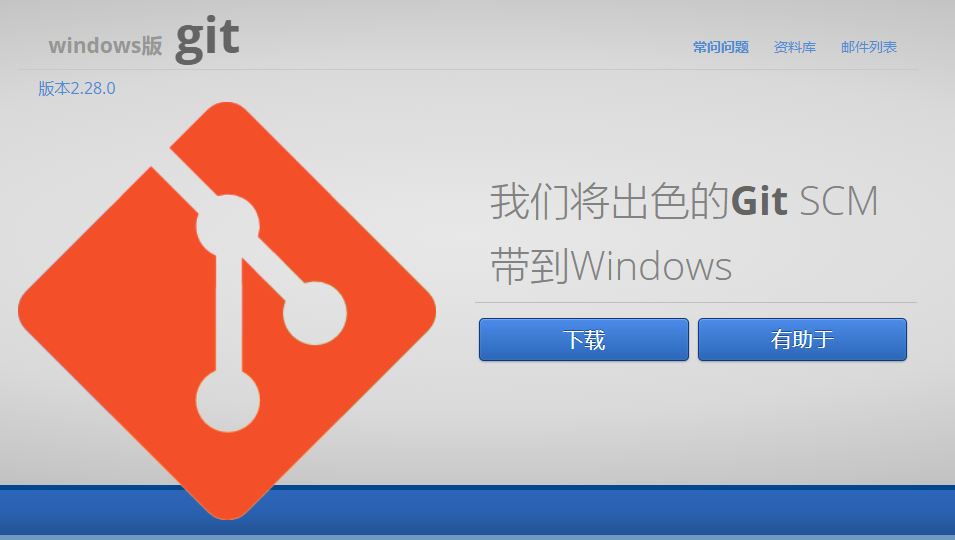 windows版 git
常问问题 资料库 邮件列表
版本2.28.0
我们将出色的Git SCM
带到Windows
下载 有助于